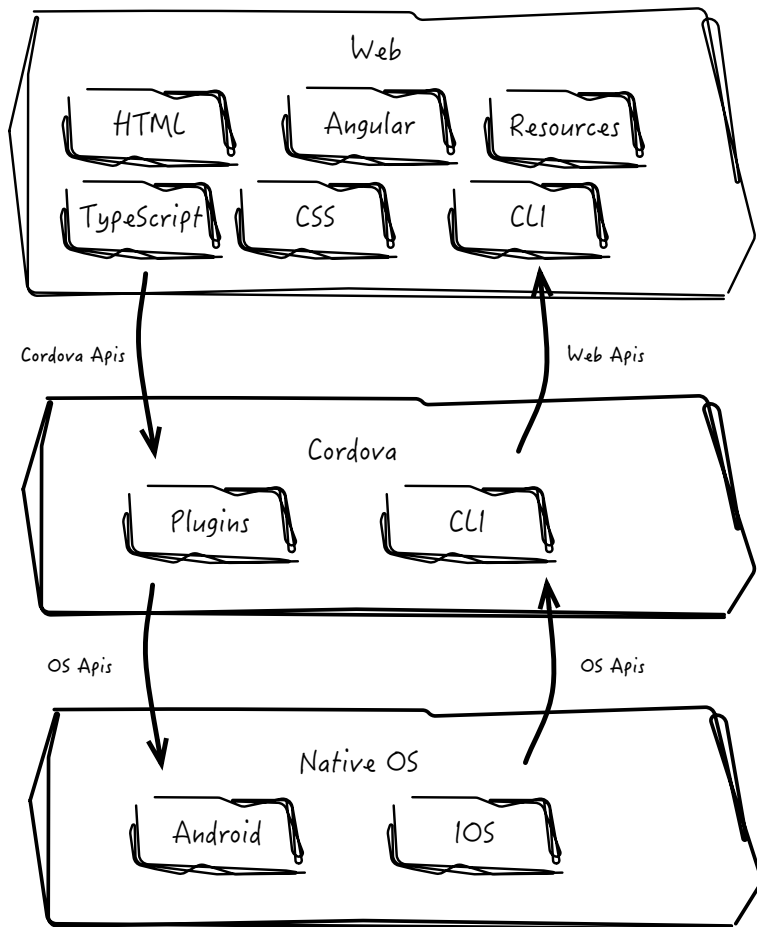 Web
HTML Angular Resources
TypeScript CSS CLI
Cordova Apis Web Apis
Cordova
Plugins CLI
OS Apis OS Apis
Native OS
Android IOS